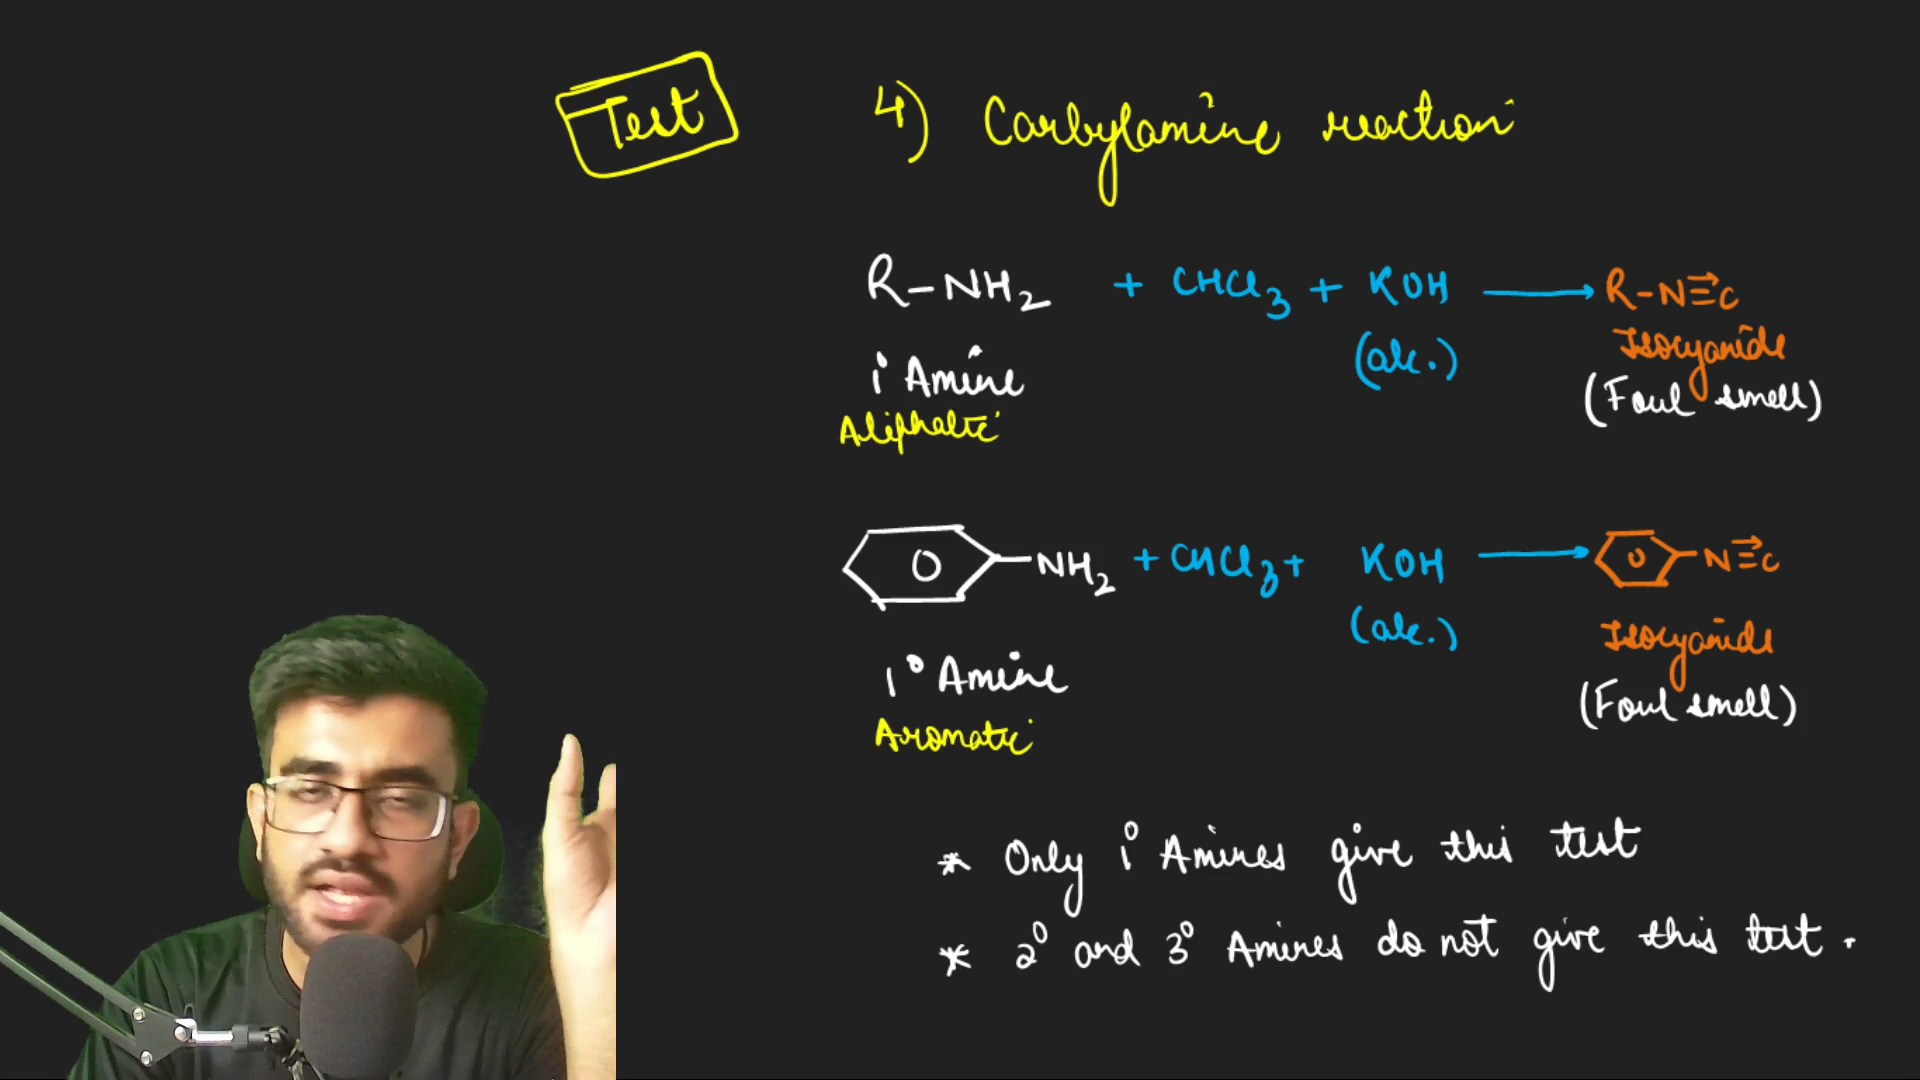 Test
4) Carbylamine reaction
R-NH2 + CHCl3 + KOH → R-N≡C
(alc.)
Isocyanide
(Foul smell)
1° Amine
Aliphatic
NH2 + CHCl3 + KOH → N≡C
(alc.)
Isocyanide
(Foul smell)
1° Amine
Aromatic
* Only 1° Amines give this test
* 2° and 3° Amines do not give this test.